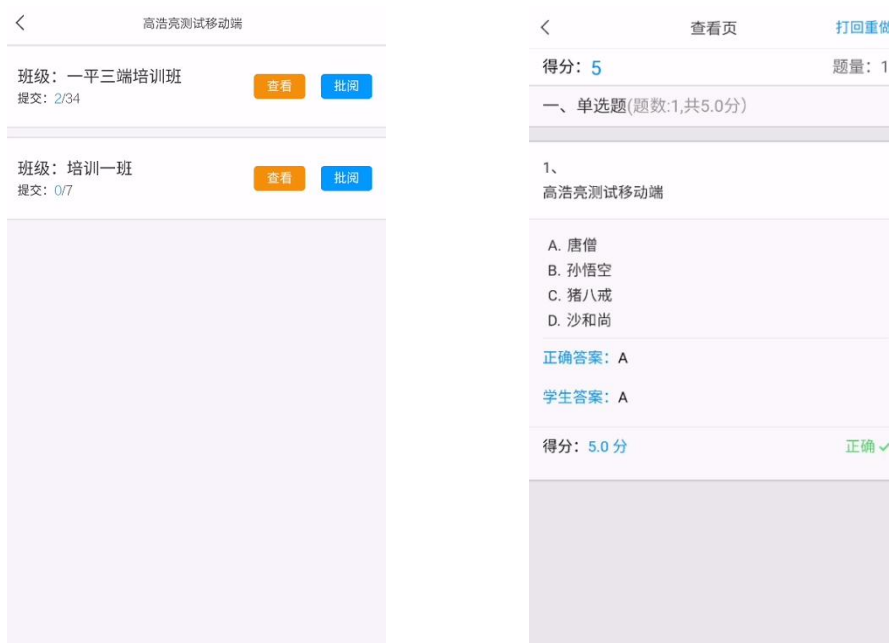 高浩亮测试移动端
班级：一平三端培训班
提交：2/34
查看
批阅
班级：培训一班
提交：0/7
查看
批阅
查看页
打回重做
得分：5
题量：1
一、单选题(题数:1,共5.0分)
1、
高浩亮测试移动端
A. 唐僧
B. 孙悟空
C. 猪八戒
D. 沙和尚
正确答案：A
学生答案：A
得分：5.0 分
正确